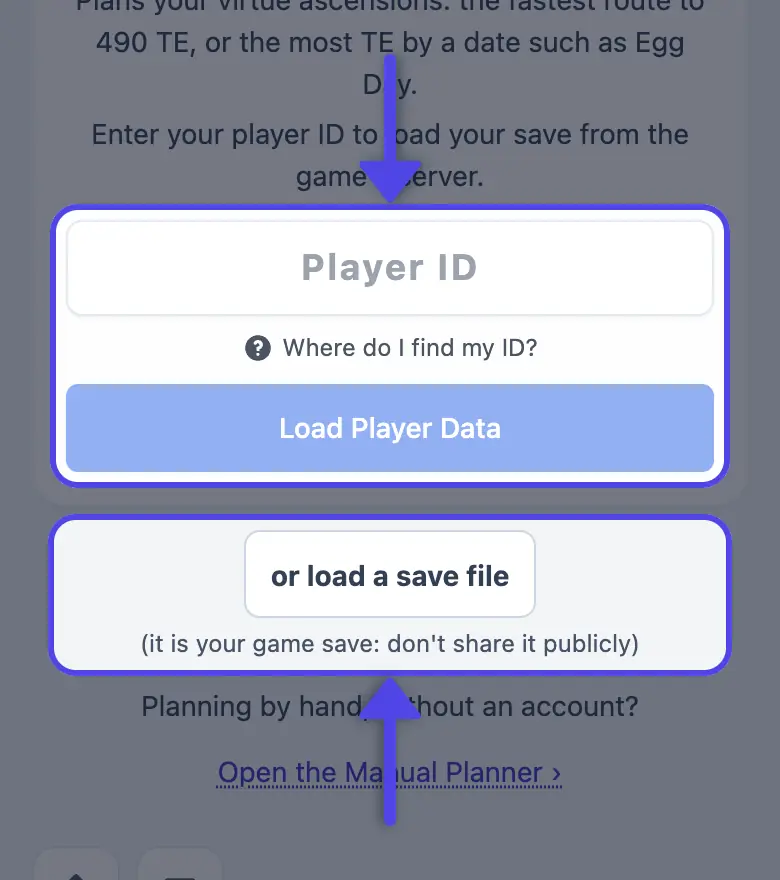 Plans your virtue ascensions: the fastest route to
490 TE, or the most TE by a date such as Egg
Enter your player ID to load your save from the
game server.
Player ID
? Where do I find my ID?
Load Player Data
or load a save file
(it is your game save: don't share it publicly)
Planning by hand, without an account?
Open the Manual Planner ›